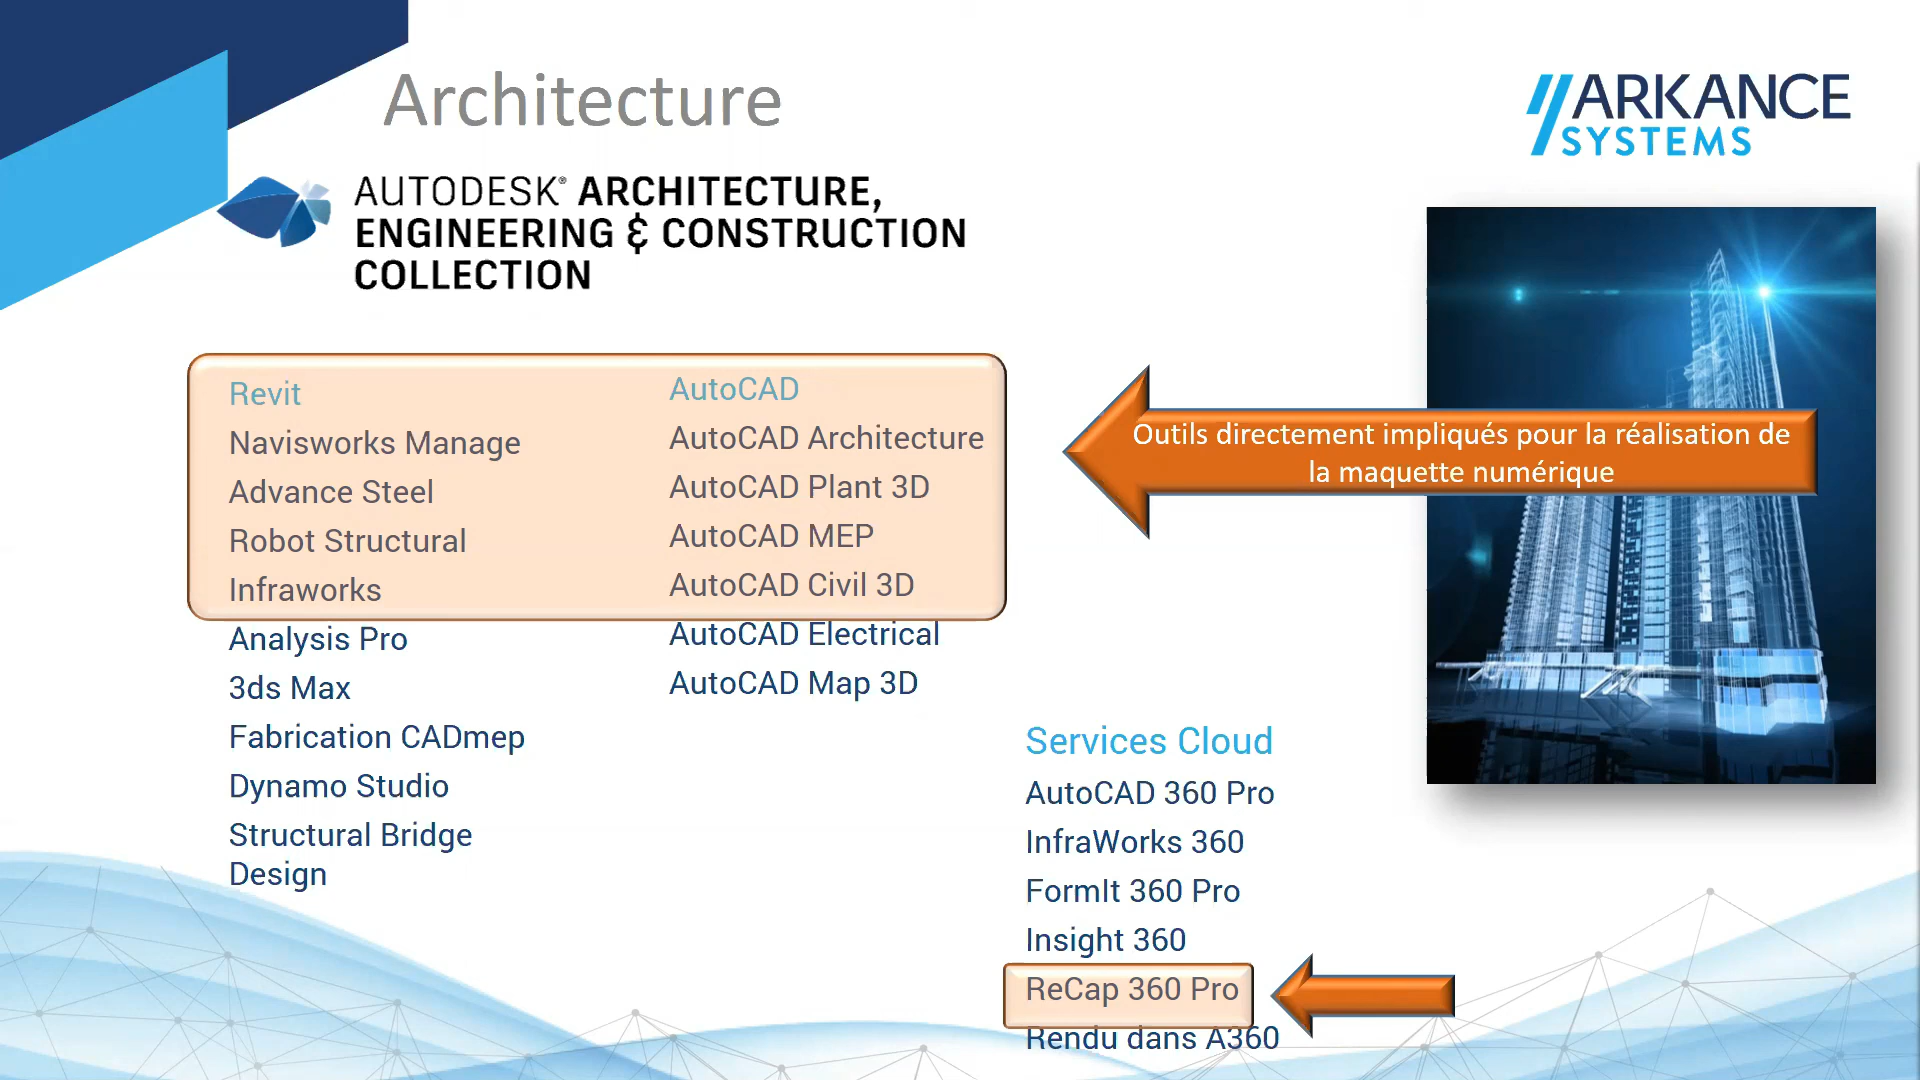 Architecture
ARKANCE
SYSTEMS
AUTODESK® ARCHITECTURE,
ENGINEERING & CONSTRUCTION
COLLECTION
Revit
Navisworks Manage
Advance Steel
Robot Structural
Infraworks
Analysis Pro
3ds Max
Fabrication CADmep
Dynamo Studio
Structural Bridge
Design
AutoCAD
AutoCAD Architecture
AutoCAD Plant 3D
AutoCAD MEP
AutoCAD Civil 3D
AutoCAD Electrical
AutoCAD Map 3D
Outils directement impliqués pour la réalisation de
la maquette numérique
Services Cloud
AutoCAD 360 Pro
InfraWorks 360
FormIt 360 Pro
Insight 360
ReCap 360 Pro
Rendu dans A360